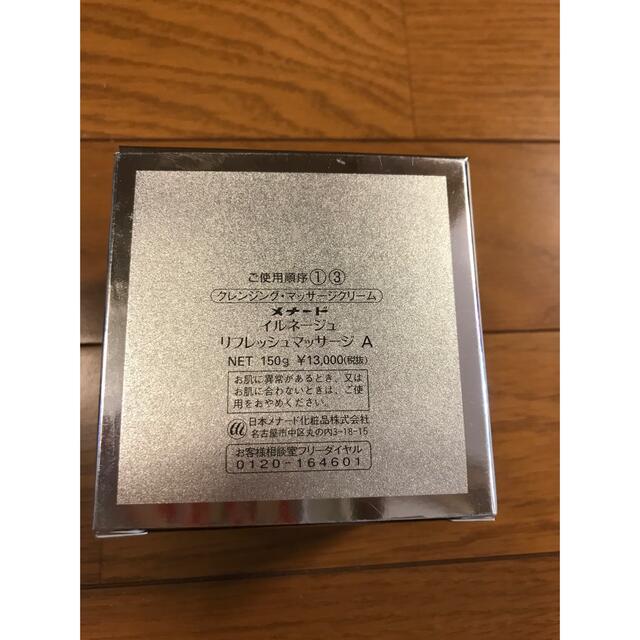 ご使用順序①③
クレンジング・マッサージクリーム
メナード
イルネージュ
リフレッシュマッサージ A
NET 150g ¥13,000(税抜)
お肌に異常があるとき、又は
お肌に合わないときは、ご使
用をおやめください。
日本メナード化粧品株式会社
名古屋市中区丸の内3-18-15
お客様相談室フリーダイヤル
0120-164601